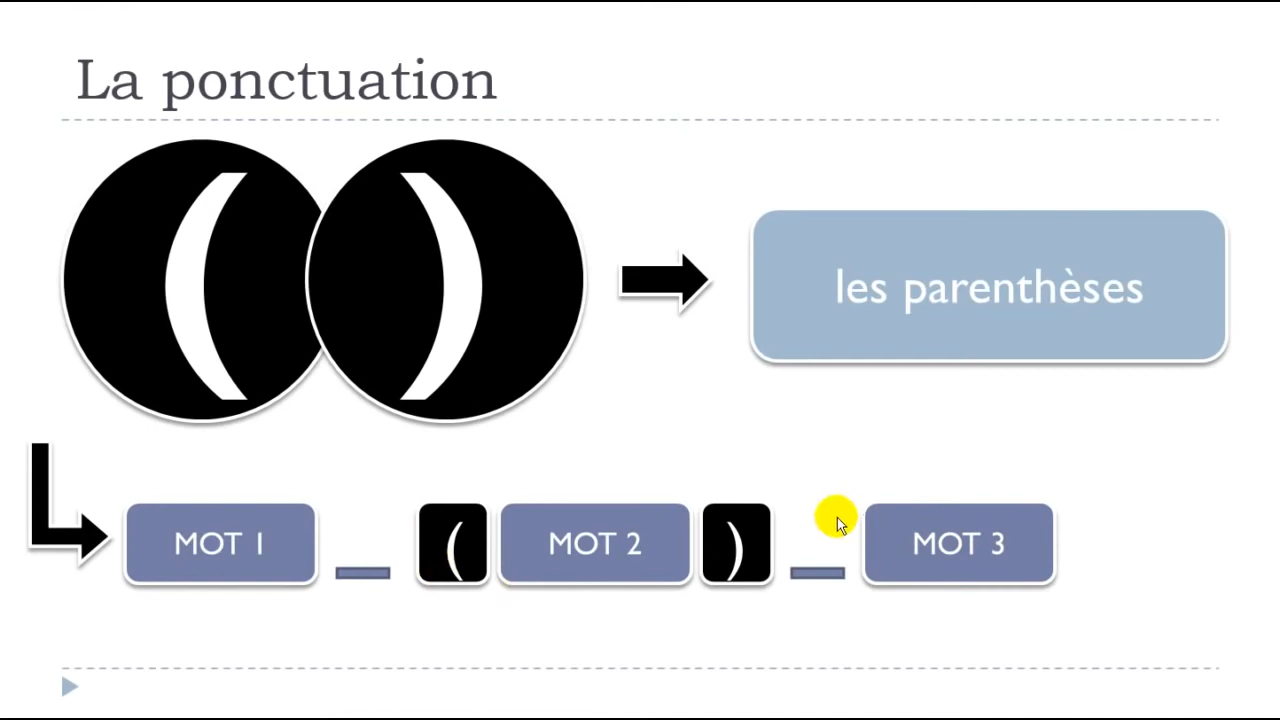 La ponctuation
( )
les parenthèses
MOT 1 _ ( MOT 2 ) _ MOT 3